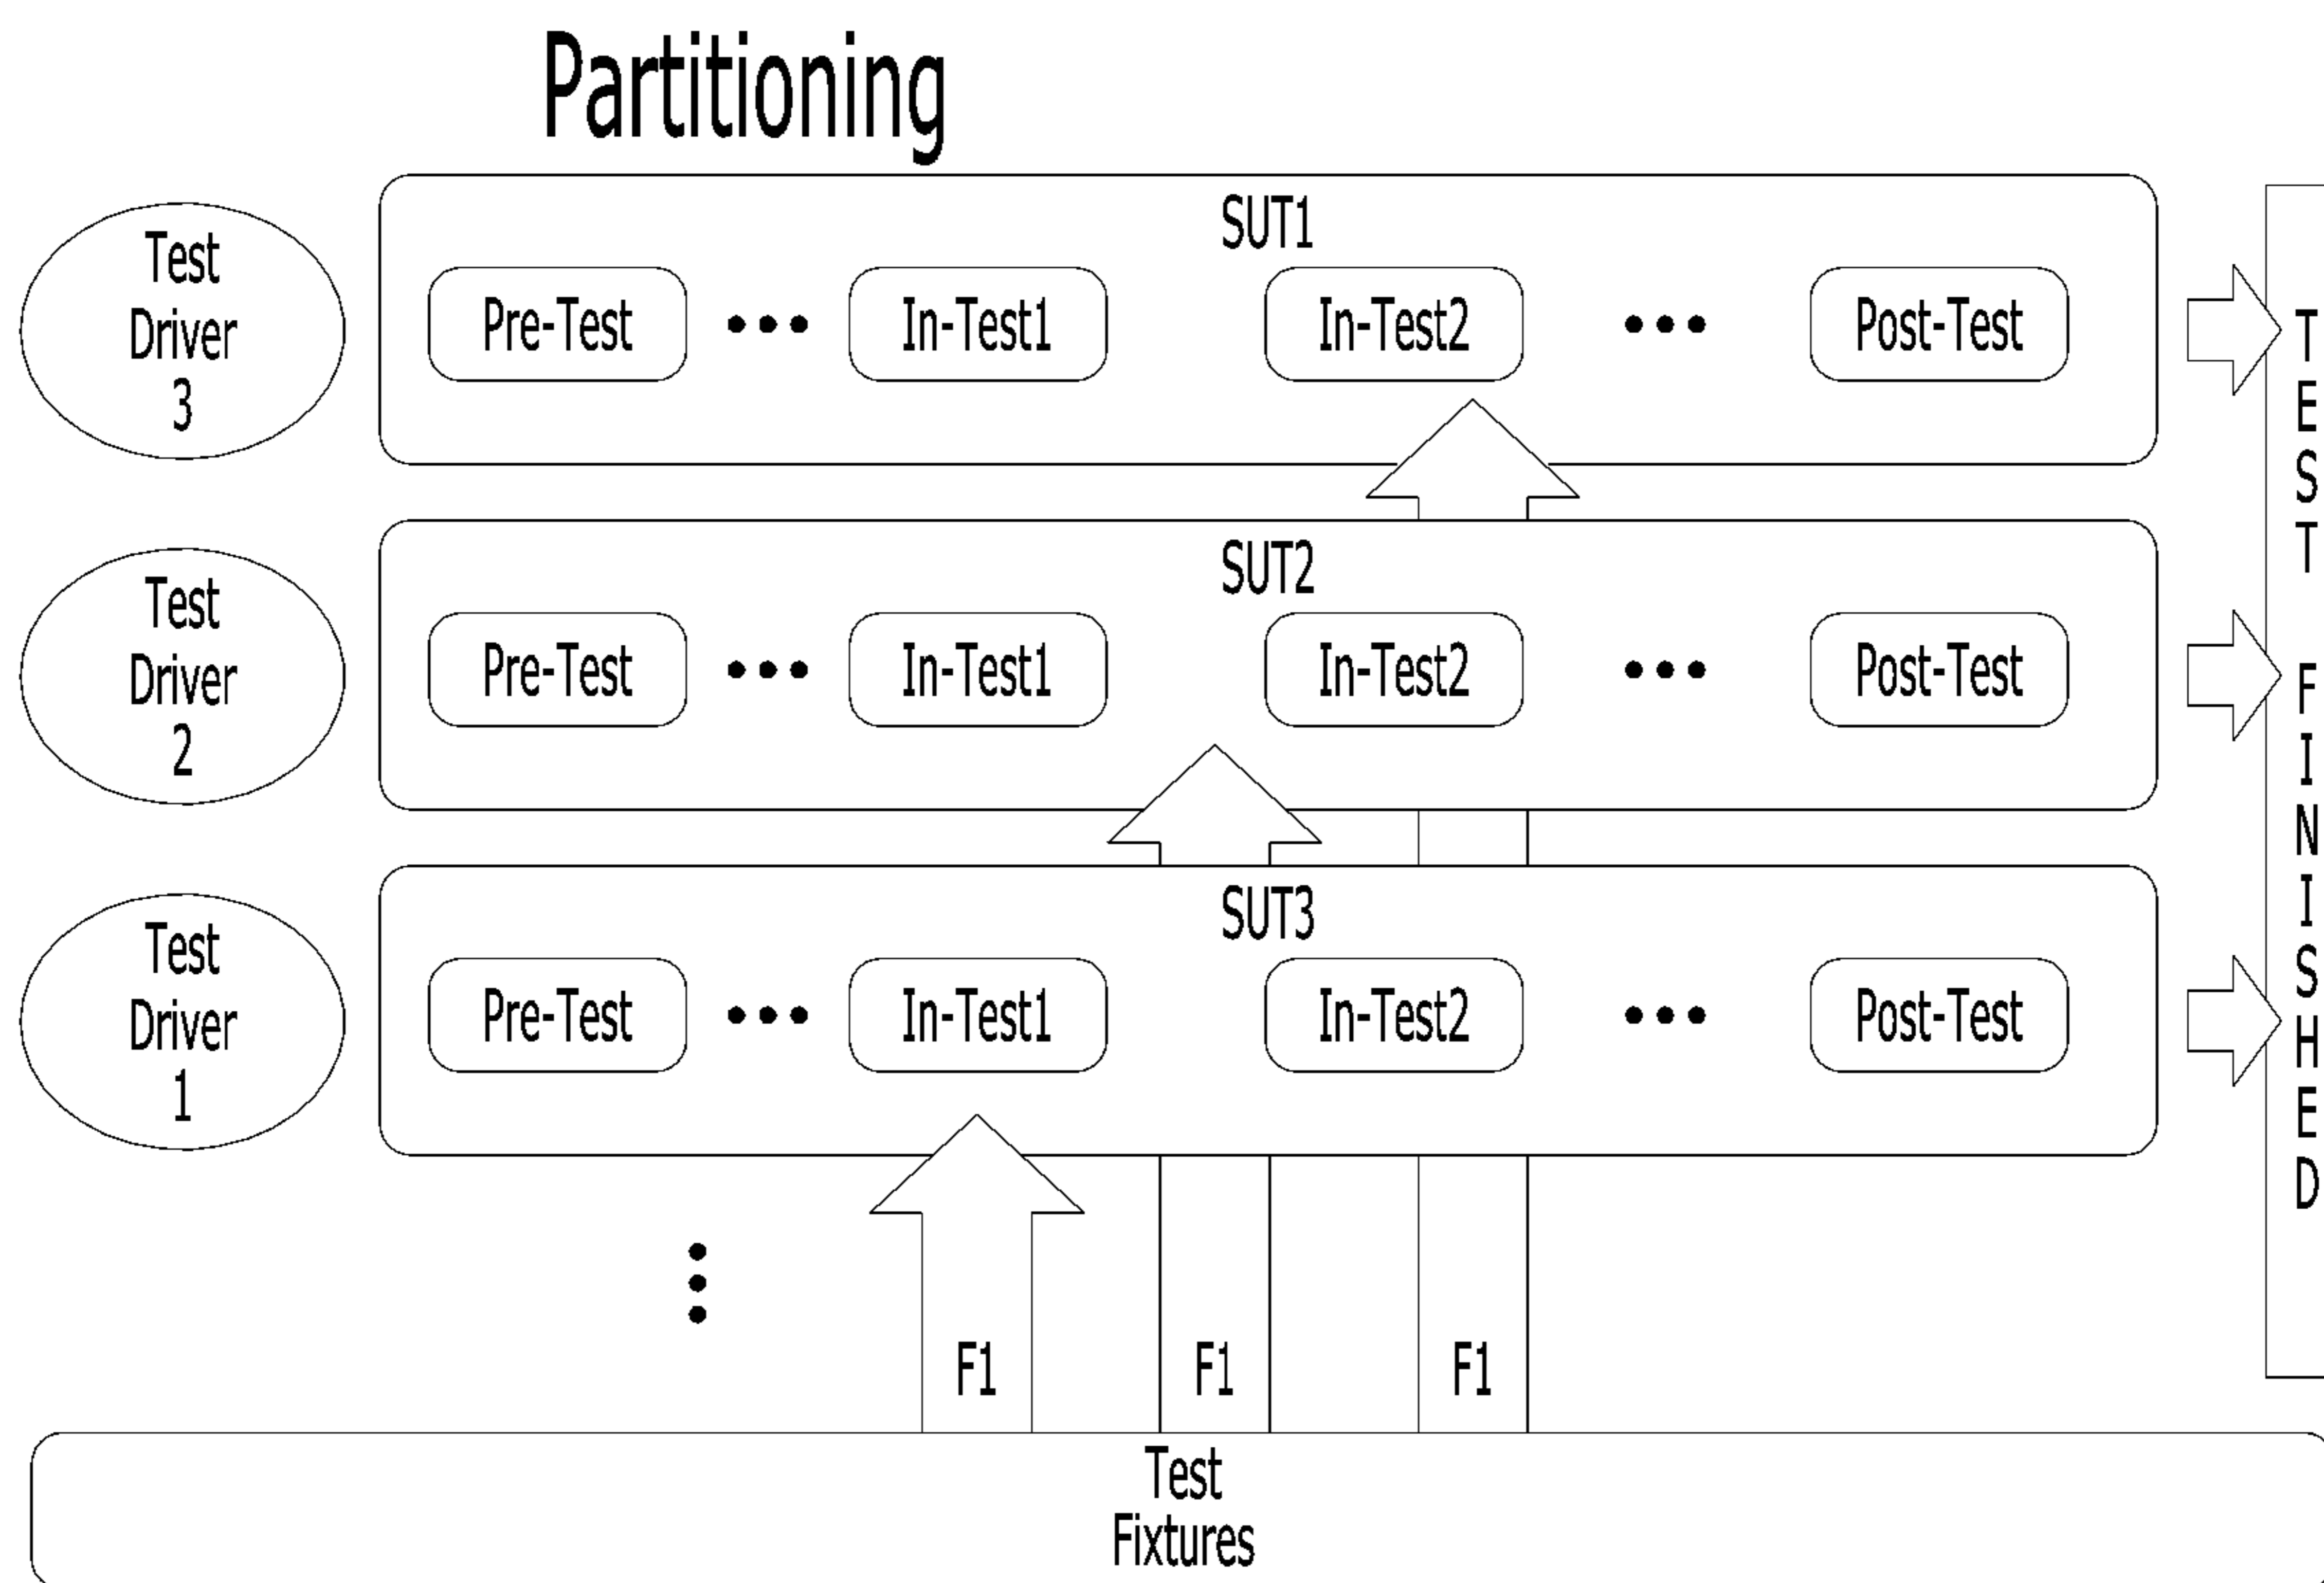 Partitioning
SUT1
Test
Driver
3
Pre-Test
In-Test1
In-Test2
Post-Test
SUT2
Test
Driver
2
Pre-Test
In-Test1
In-Test2
Post-Test
SUT3
Test
Driver
1
Pre-Test
In-Test1
In-Test2
Post-Test
TEST FINISHED
F1
F1
F1
Test
Fixtures